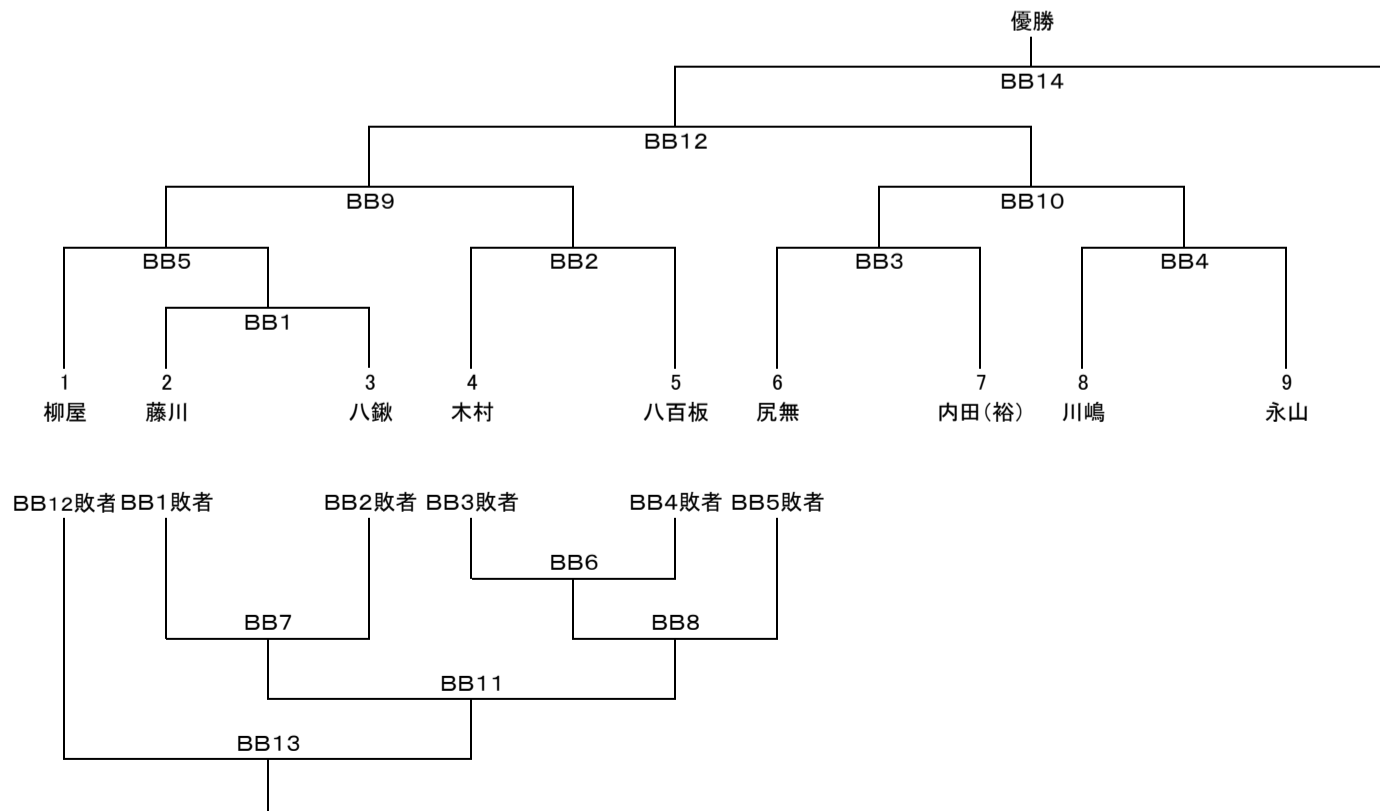 優勝
BB14
BB12
BB9 BB10
BB5 BB2 BB3 BB4
BB1
1 2 3 4 5 6 7 8 9
柳屋 藤川 八鍬 木村 八百板 尻無 内田(裕) 川嶋 永山
BB12敗者 BB1敗者 BB2敗者 BB3敗者 BB4敗者 BB5敗者
BB6
BB7 BB8
BB11
BB13